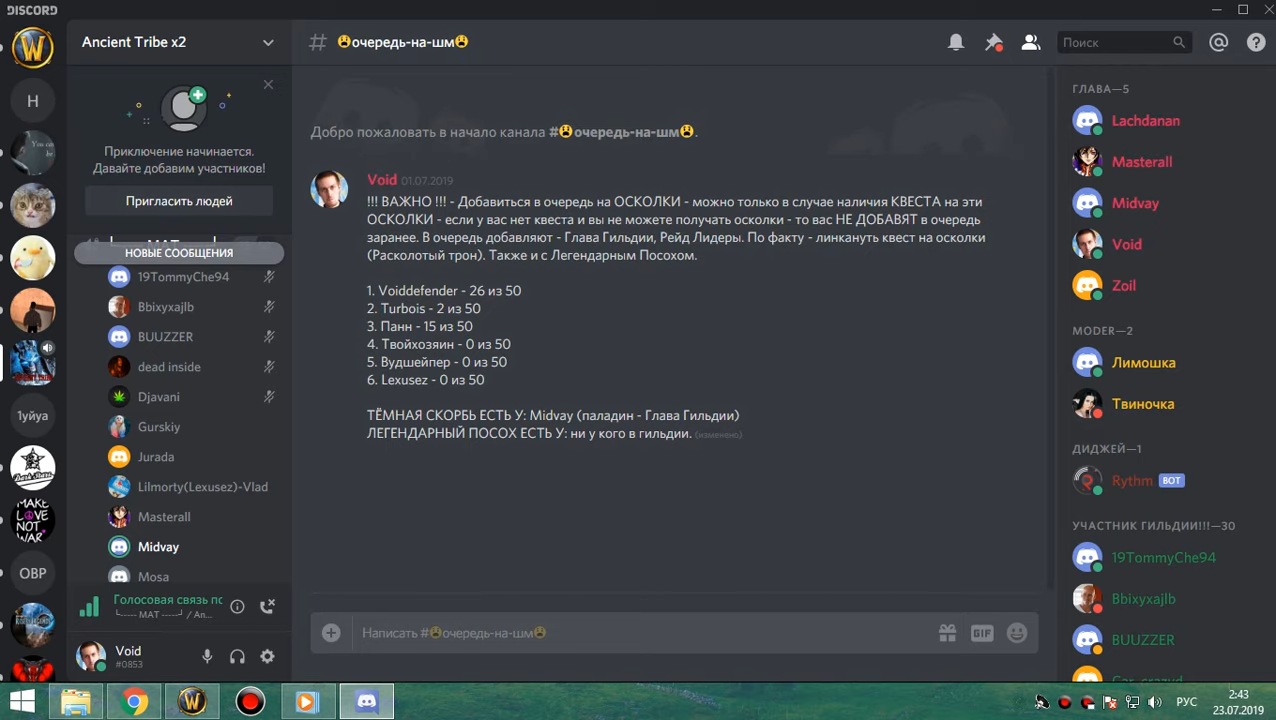 DISCORD
Ancient Tribe x2
Приключение начинается.
Давайте добавим участников!
Пригласить людей
НОВЫЕ СООБЩЕНИЯ
19TommyChe94
Bbixyxajlb
BUUZZER
dead inside
Djavani
Gurskiy
Jurada
Lilmorty(Lexusez)-Vlad
Masterall
Midvay
Mosa
Голосовая связь по
MAT / An...
Void
#0853
H
1уйуа
MAKE
LOVE
NOT
WAR
OBP
# 😩очередь-на-шм😩
Поиск
Добро пожаловать в начало канала #😩очередь-на-шм😩.
Void 01.07.2019
!!! ВАЖНО !!! - Добавиться в очередь на ОСКОЛКИ - можно только в случае наличия КВЕСТА на эти
ОСКОЛКИ - если у вас нет квеста и вы не можете получать осколки - то вас НЕ ДОБАВЯТ в очередь
заранее. В очередь добавляют - Глава Гильдии, Рейд Лидеры. По факту - линкануть квест на осколки
(Расколотый трон). Также и с Легендарным Посохом.
1. Voiddefender - 26 из 50
2. Turbois - 2 из 50
3. Панн - 15 из 50
4. Твойхозяин - 0 из 50
5. Вудшейпер - 0 из 50
6. Lexusez - 0 из 50
ТЁМНАЯ СКОРБЬ ЕСТЬ У: Midvay (паладин - Глава Гильдии)
ЛЕГЕНДАРНЫЙ ПОСОХ ЕСТЬ У: ни у кого в гильдии. (изменено)
Написать #😩очередь-на-шм😩
GIF
ГЛАВА—5
Lachdanan
Masterall
Midvay
Void
Zoil
MODER—2
Лимошка
Твиночка
ДИДЖЕЙ—1
Rythm BOT
УЧАСТНИК ГИЛЬДИИ!!!—30
19TommyChe94
Bbixyxajlb
BUUZZER
РУС
2:43
23.07.2019